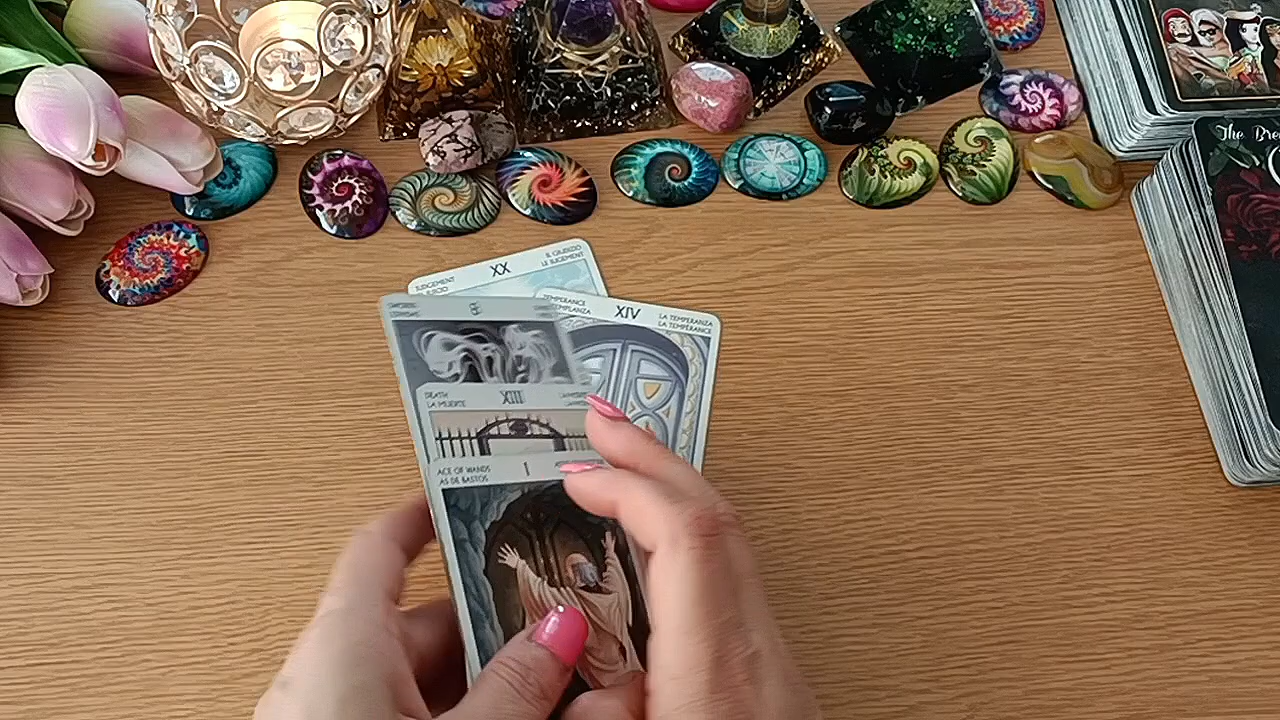 JUDGEMENT
XX
IL GIUDIZIO
LE JUGEMENT
TEMPERANCE
TEMPLANZA
XIV
LA TEMPERANZA
LA TEMPÉRANCE
DEATH
LA MUERTE
XIII
ACE OF WANDS
AS DE BASTOS
I
The